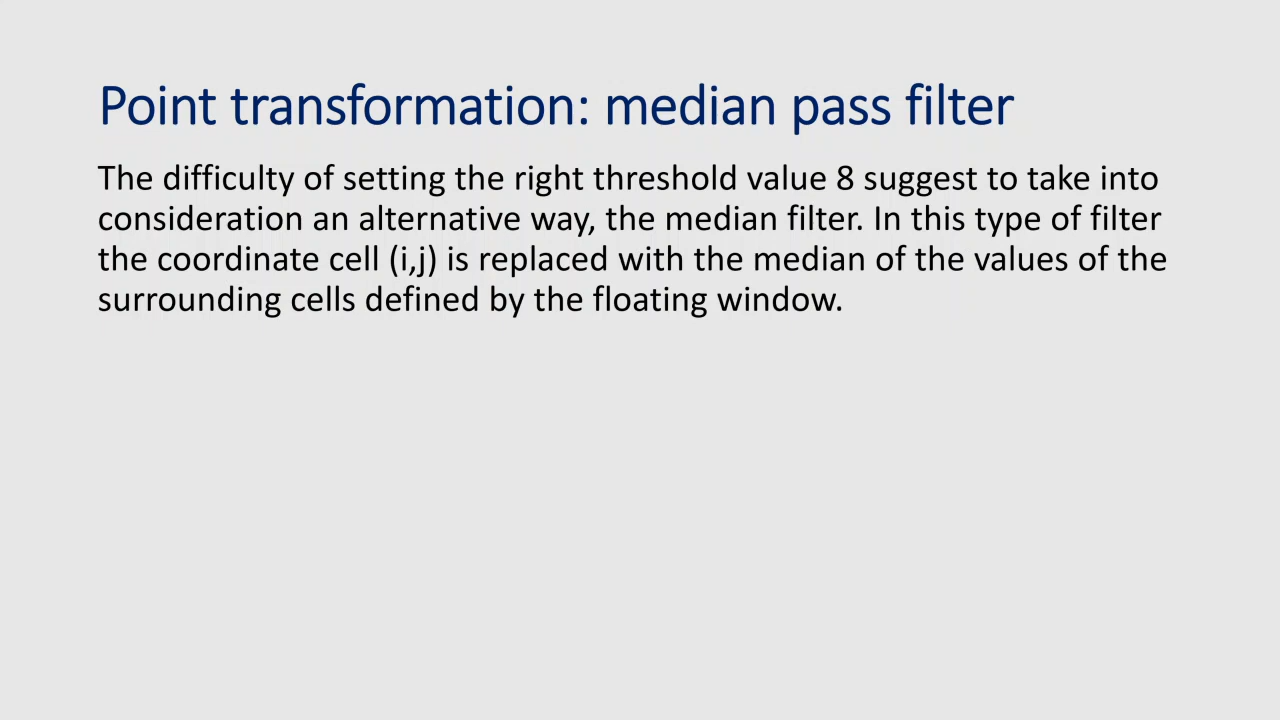 Point transformation: median pass filter
The difficulty of setting the right threshold value 8 suggest to take into
consideration an alternative way, the median filter. In this type of filter
the coordinate cell (i,j) is replaced with the median of the values of the
surrounding cells defined by the floating window.